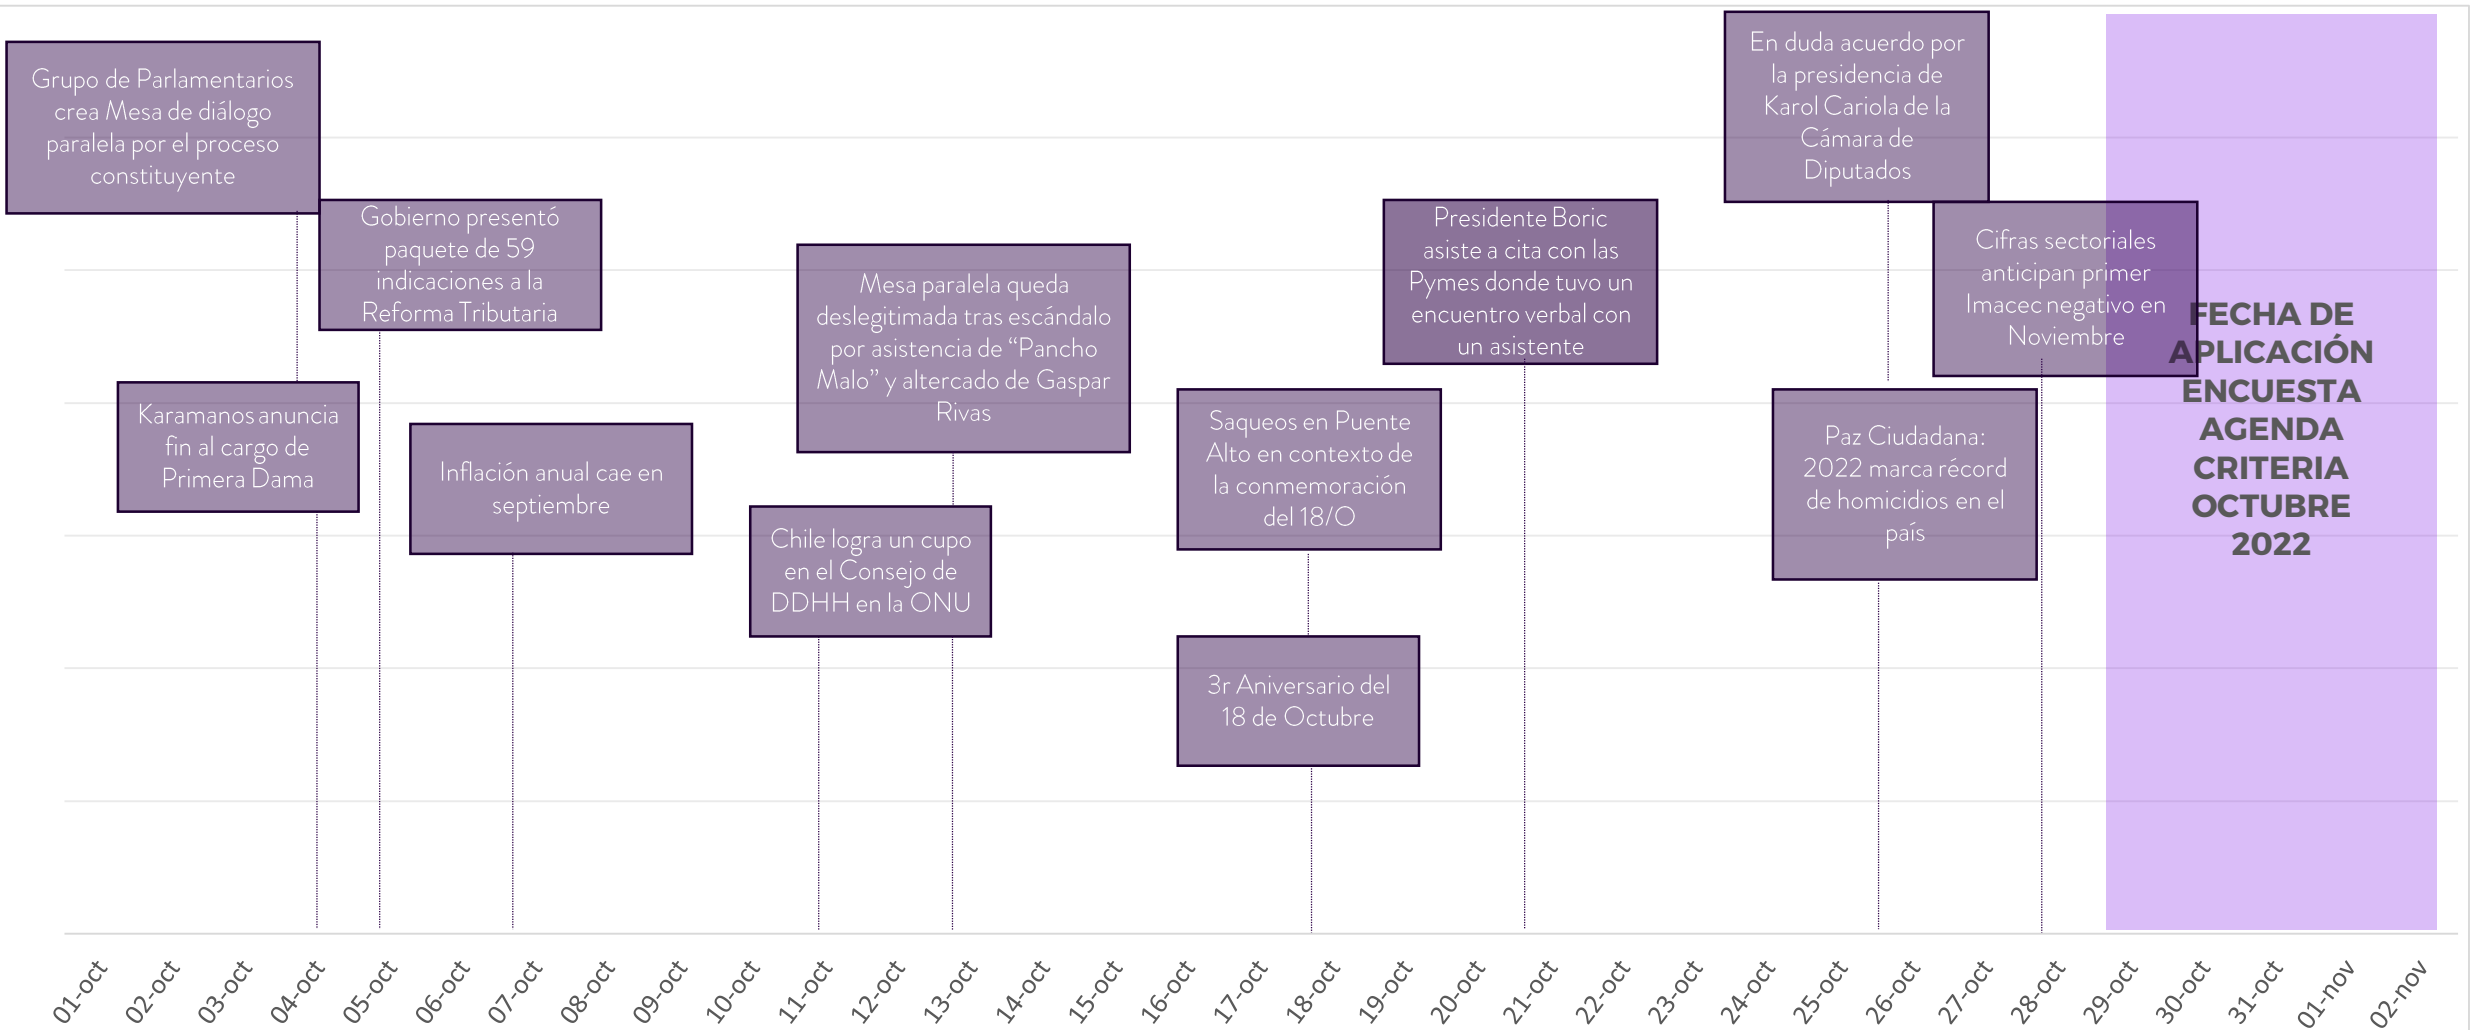 Grupo de Parlamentarios
crea Mesa de diálogo
paralela por el proceso
constituyente
Gobierno presentó
paquete de 59
indicaciones a la
Reforma Tributaria
Karamanos anuncia
fin al cargo de
Primera Dama
Inflación anual cae en
septiembre
Mesa paralela queda
deslegitimada tras escándalo
por asistencia de “Pancho
Malo” y altercado de Gaspar
Rivas
Chile logra un cupo
en el Consejo de
DDHH en la ONU
Saqueos en Puente
Alto en contexto de
la conmemoración
del 18/O
3r Aniversario del
18 de Octubre
Presidente Boric
asiste a cita con las
Pymes donde tuvo un
encuentro verbal con
un asistente
En duda acuerdo por
la presidencia de
Karol Cariola de la
Cámara de
Diputados
Paz Ciudadana:
2022 marca récord
de homicidios en el
país
Cifras sectoriales
anticipan primer
Imacec negativo en
Noviembre
FECHA DE
APLICACIÓN
ENCUESTA
AGENDA
CRITERIA
OCTUBRE
2022
01-oct
02-oct
03-oct
04-oct
05-oct
06-oct
07-oct
08-oct
09-oct
10-oct
11-oct
12-oct
13-oct
14-oct
15-oct
16-oct
17-oct
18-oct
19-oct
20-oct
21-oct
22-oct
23-oct
24-oct
25-oct
26-oct
27-oct
28-oct
29-oct
30-oct
31-oct
01-nov
02-nov